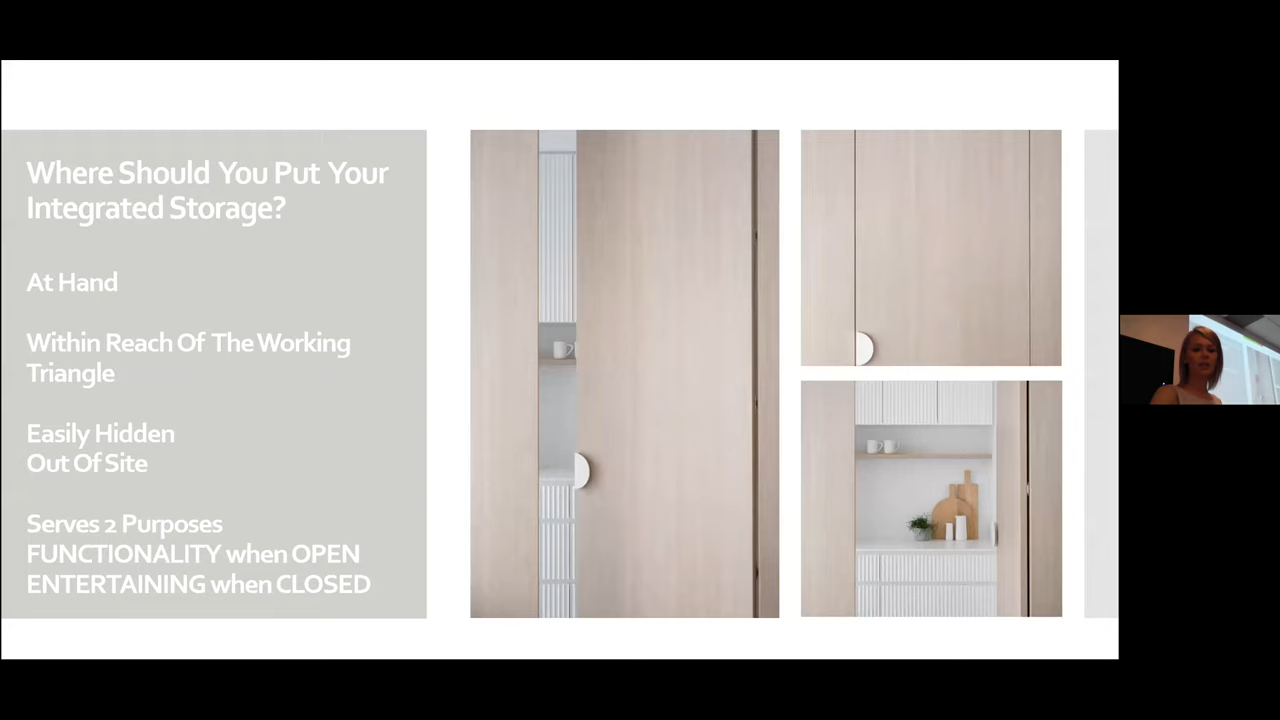 Where Should You Put Your
Integrated Storage?
At Hand
Within Reach Of The Working
Triangle
Easily Hidden
Out Of Site
Serves 2 Purposes
FUNCTIONALITY when OPEN
ENTERTAINING when CLOSED